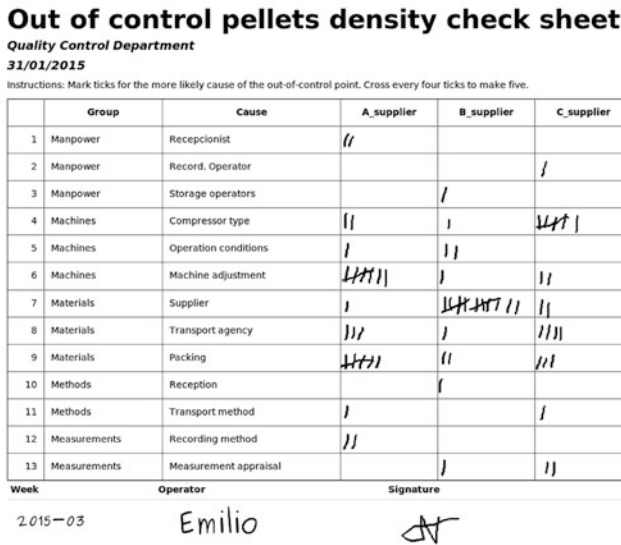 Out of control pellets density check sheet
Quality Control Department
31/01/2015
Instructions: Mark ticks for the more likely cause of the out-of-control point. Cross every four ticks to make five.
Group Cause A_supplier B_supplier C_supplier
1 Manpower Recepcionist
2 Manpower Record. Operator
3 Manpower Storage operators
4 Machines Compressor type
5 Machines Operation conditions
6 Machines Machine adjustment
7 Materials Supplier
8 Materials Transport agency
9 Materials Packing
10 Methods Reception
11 Methods Transport method
12 Measurements Recording method
13 Measurements Measurement appraisal
Week Operator Signature
2015-03 Emilio